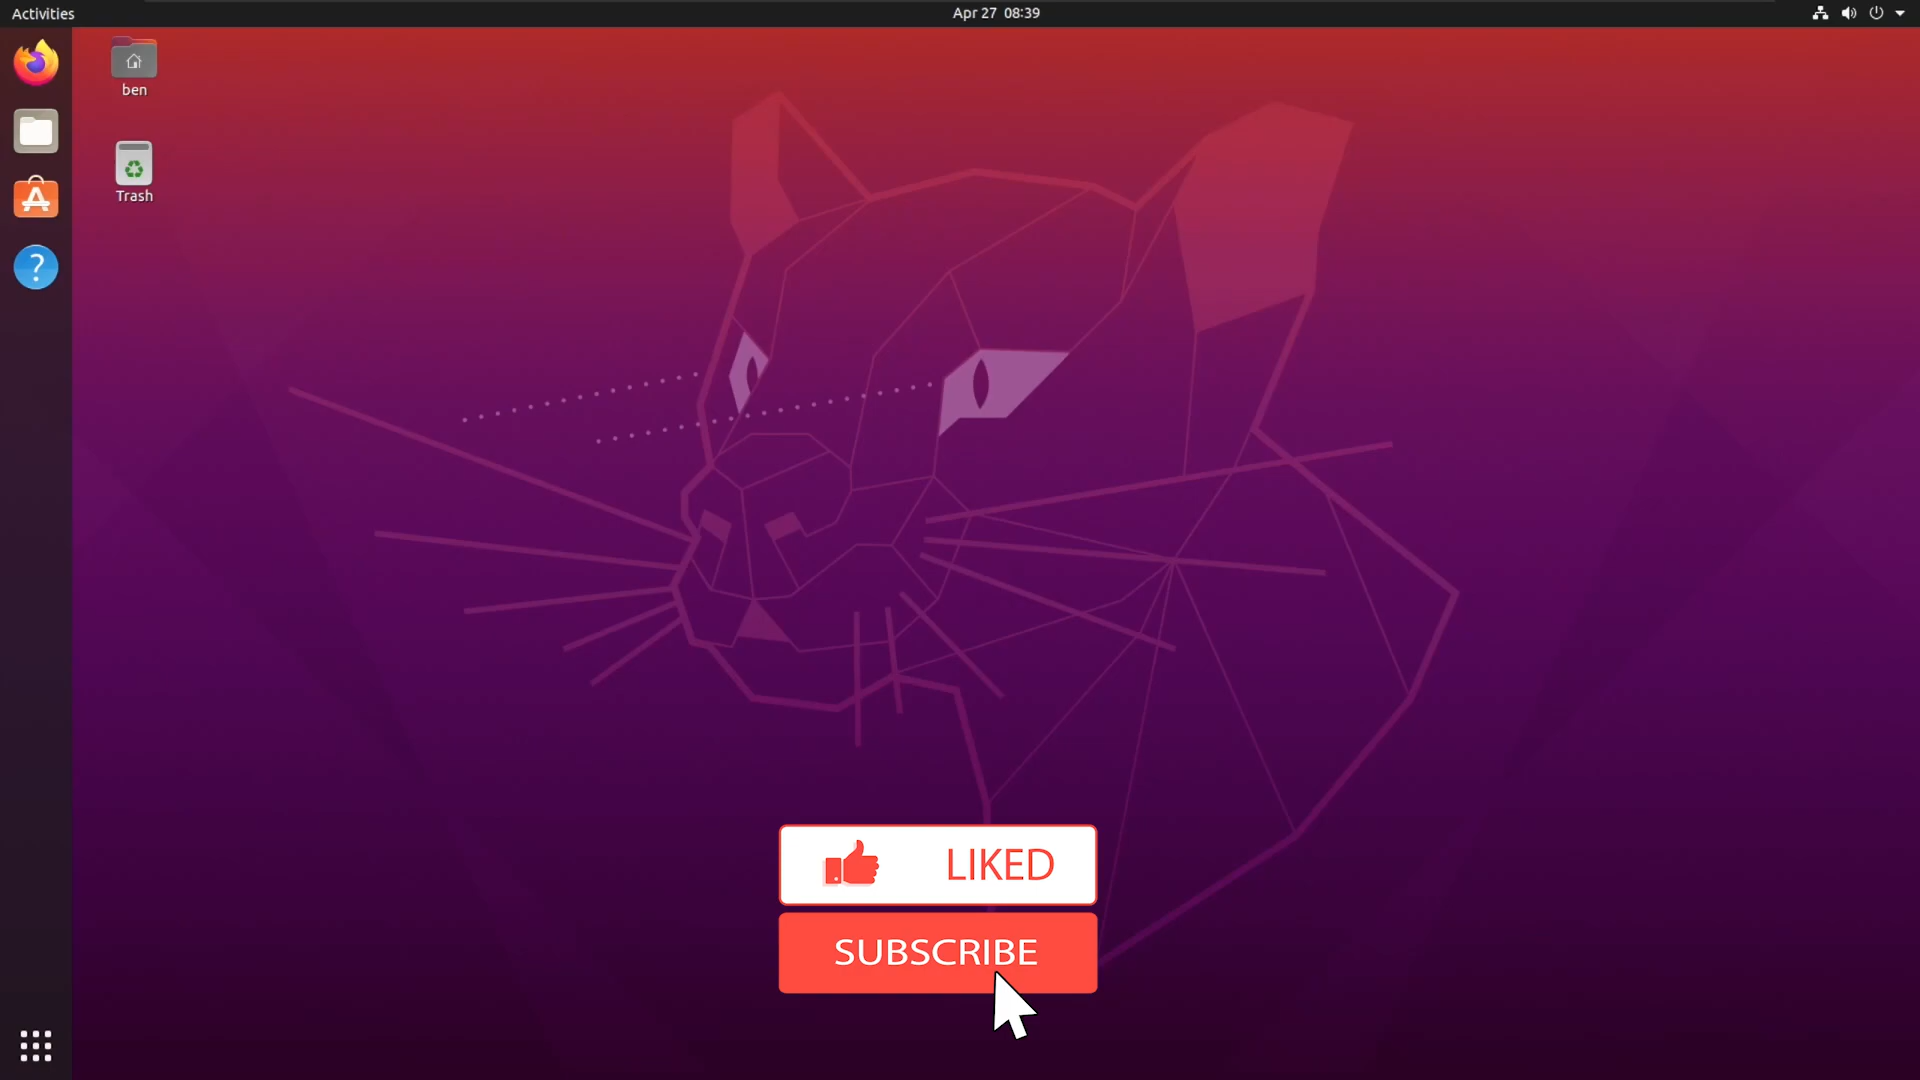 Activities
Apr 27 08:39
ben
Trash
?
LIKED
SUBSCRIBE